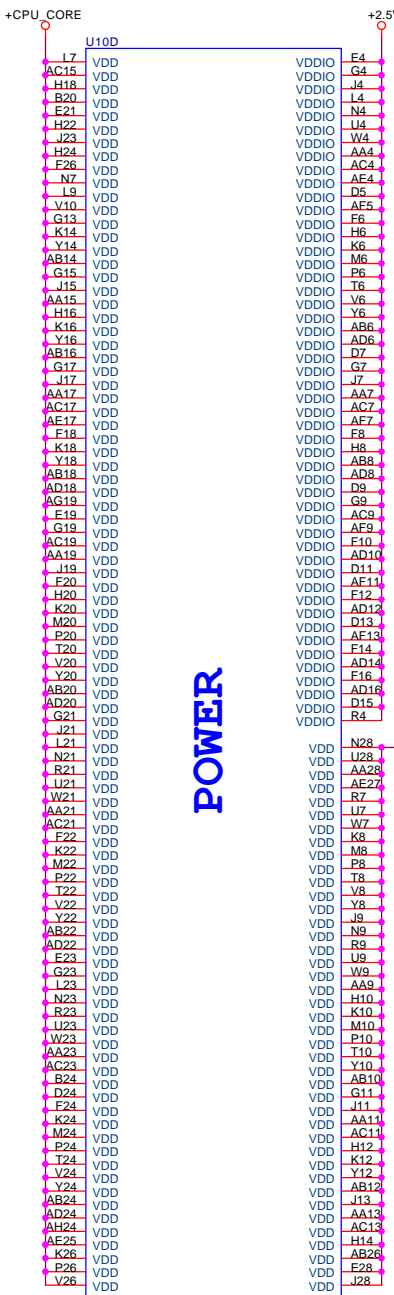 +CPU_CORE +2.5V
U10D
L7 VDD VDDIO E4
AC15 VDD VDDIO G4
H18 VDD VDDIO J4
B20 VDD VDDIO L4
E21 VDD VDDIO N4
H22 VDD VDDIO U4
J23 VDD VDDIO W4
H24 VDD VDDIO AA4
F26 VDD VDDIO AC4
N7 VDD VDDIO AE4
L9 VDD VDDIO D5
V10 VDD VDDIO AF5
G13 VDD VDDIO F6
K14 VDD VDDIO H6
Y14 VDD VDDIO K6
AB14 VDD VDDIO M6
G15 VDD VDDIO P6
J15 VDD VDDIO T6
AA15 VDD VDDIO V6
H16 VDD VDDIO Y6
K16 VDD VDDIO AB6
Y16 VDD VDDIO AD6
AB16 VDD VDDIO D7
G17 VDD VDDIO G7
J17 VDD VDDIO J7
AA17 VDD VDDIO AA7
AC17 VDD VDDIO AC7
AE17 VDD VDDIO AF7
F18 VDD VDDIO F8
K18 VDD VDDIO H8
Y18 VDD VDDIO AB8
AB18 VDD VDDIO AD8
AD18 VDD VDDIO D9
AG19 VDD VDDIO G9
E19 VDD VDDIO AC9
G19 VDD VDDIO AF9
AC19 VDD VDDIO F10
AA19 VDD VDDIO AD10
J19 VDD VDDIO D11
F20 VDD VDDIO AF11
H20 VDD VDDIO F12
K20 VDD VDDIO AD12
M20 VDD VDDIO D13
P20 VDD VDDIO AF13
T20 VDD VDDIO F14
V20 VDD VDDIO AD14
Y20 VDD VDDIO F16
AB20 VDD VDDIO AD16
AD20 VDD VDDIO D15
G21 VDD VDDIO R4
J21 VDD
POWER
L21 VDD VDD N28
N21 VDD VDD U28
R21 VDD VDD AA28
U21 VDD VDD AE27
W21 VDD VDD R7
AA21 VDD VDD U7
AC21 VDD VDD W7
F22 VDD VDD K8
K22 VDD VDD M8
M22 VDD VDD P8
P22 VDD VDD T8
T22 VDD VDD V8
V22 VDD VDD Y8
Y22 VDD VDD J9
AB22 VDD VDD N9
AD22 VDD VDD R9
E23 VDD VDD U9
G23 VDD VDD W9
L23 VDD VDD AA9
N23 VDD VDD H10
R23 VDD VDD K10
U23 VDD VDD M10
W23 VDD VDD P10
AA23 VDD VDD T10
AC23 VDD VDD Y10
B24 VDD VDD AB10
D24 VDD VDD G11
F24 VDD VDD J11
K24 VDD VDD AA11
M24 VDD VDD AC11
P24 VDD VDD H12
T24 VDD VDD K12
V24 VDD VDD Y12
Y24 VDD VDD AB12
AB24 VDD VDD J13
AD24 VDD VDD AA13
AH24 VDD VDD AC13
AE25 VDD VDD H14
K26 VDD VDD AB26
P26 VDD VDD E28
V26 VDD VDD J28